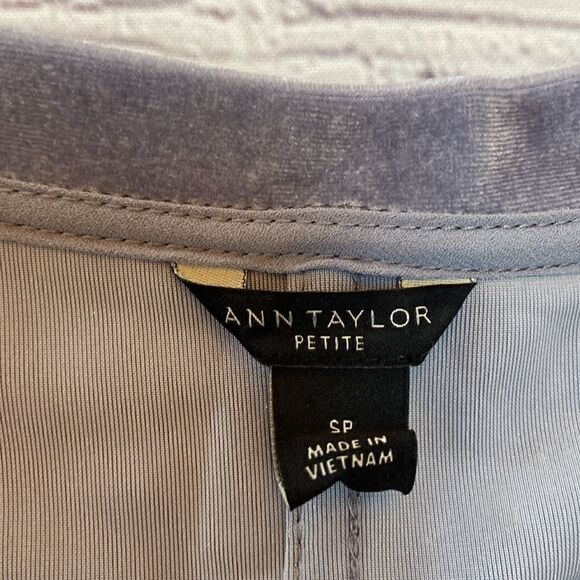 ANN TAYLOR
PETITE
SP
MADE IN
VIETNAM